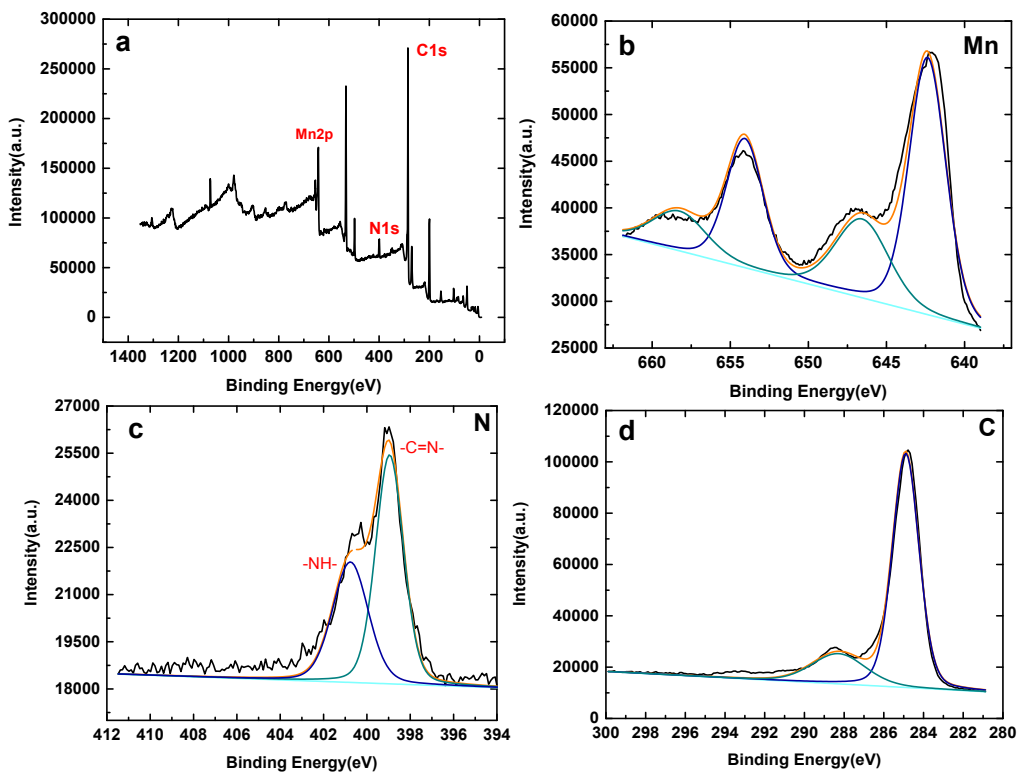 a
300000
250000
200000
150000
100000
50000
0
Intensity(a.u.)
C1s
Mn2p
N1s
1400 1200 1000 800 600 400 200 0
Binding Energy(eV)
b
Mn
60000
55000
50000
45000
40000
35000
30000
25000
Intensity(a.u.)
660 655 650 645 640
Binding Energy(eV)
c
N
27000
25500
24000
22500
21000
19500
18000
Intensity(a.u.)
-C=N-
-NH-
412 410 408 406 404 402 400 398 396 394
Binding Energy(eV)
d
C
120000
100000
80000
60000
40000
20000
0
Intensity(a.u.)
300 298 296 294 292 290 288 286 284 282 280
Binding Energy(eV)